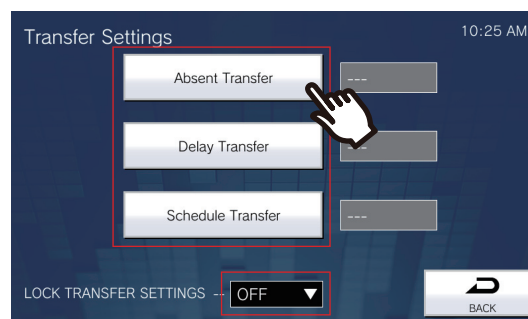 Transfer Settings
10:25 AM
Absent Transfer
---
Delay Transfer
---
Schedule Transfer
---
LOCK TRANSFER SETTINGS -- OFF ▼
BACK